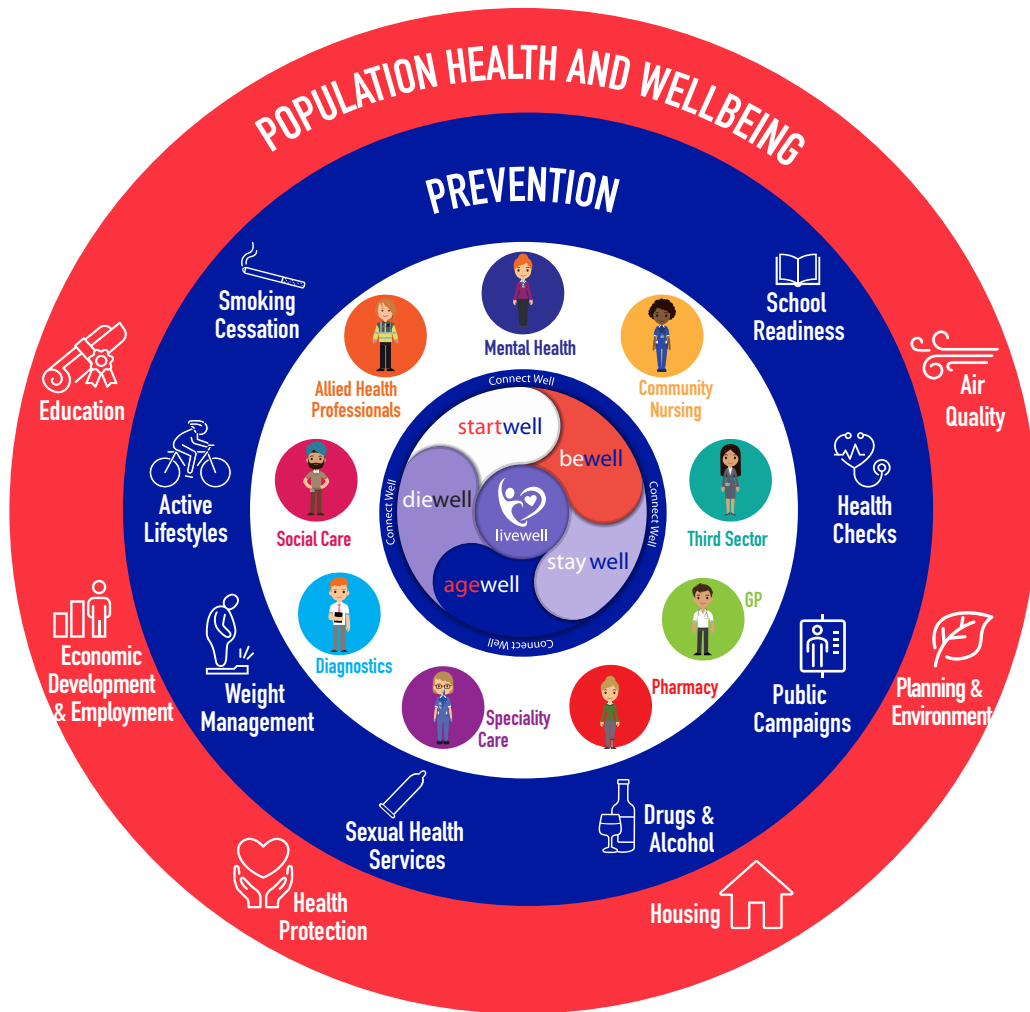 POPULATION HEALTH AND WELLBEING
PREVENTION
Smoking
Cessation
School
Readiness
Education
Air
Quality
Active
Lifestyles
Health
Checks
Economic
Development
& Employment
Weight
Management
Public
Campaigns
Planning &
Environment
Sexual Health
Services
Drugs &
Alcohol
Health
Protection
Housing
Mental Health
Allied Health
Professionals
Community
Nursing
Social Care
Third Sector
Diagnostics
GP
Speciality
Care
Pharmacy
Connect Well
Connect Well
Connect Well
Connect Well
startwell
bewell
diewell
livewell
stay well
agewell